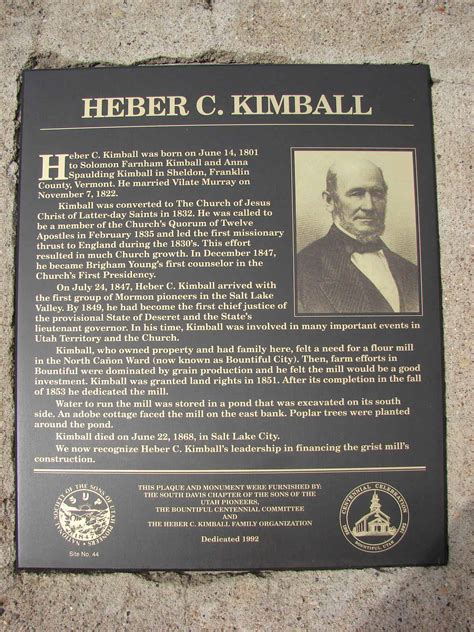 HEBER C. KIMBALL
Heber C. Kimball was born on June 14, 1801
to Solomon Farnham Kimball and Anna
Spaulding Kimball in Sheldon, Franklin
County, Vermont. He married Vilate Murray on
November 7, 1822.
Kimball was converted to The Church of Jesus
Christ of Latter-day Saints in 1832. He was called to
be a member of the Church's Quorum of Twelve
Apostles in February 1835 and led the first missionary
thrust to England during the 1830's. This effort
resulted in much Church growth. In December 1847,
he became Brigham Young's first counselor in the
Church's First Presidency.
On July 24, 1847, Heber C. Kimball arrived with
the first group of Mormon pioneers in the Salt Lake
Valley. By 1849, he had become the first chief justice of
the provisional State of Deseret and the State's
lieutenant governor. In his time, Kimball was involved in many important events in
Utah Territory and the Church.
Kimball, who owned property and had family here, felt a need for a flour mill
in the North Cañon Ward (now known as Bountiful City). Then, farm efforts in
Bountiful were dominated by grain production and he felt the mill would be a good
investment. Kimball was granted land rights in 1851. After its completion in the fall
of 1853 he dedicated the mill.
Water to run the mill was stored in a pond that was excavated on its south
side. An adobe cottage faced the mill on the east bank. Poplar trees were planted
around the pond.
Kimball died on June 22, 1868, in Salt Lake City.
We now recognize Heber C. Kimball's leadership in financing the grist mill's
construction.
NATIONAL SOCIETY OF THE SONS OF UTAH PIONEERS
SUP
1847
Site No. 44
THIS PLAQUE AND MONUMENT WERE FURNISHED BY:
THE SOUTH DAVIS CHAPTER OF THE SONS OF THE
UTAH PIONEERS,
THE BOUNTIFUL CENTENNIAL COMMITTEE
AND
THE HEBER C. KIMBALL FAMILY ORGANIZATION
Dedicated 1992
CENTENNIAL CELEBRATION
BOUNTIFUL, UTAH